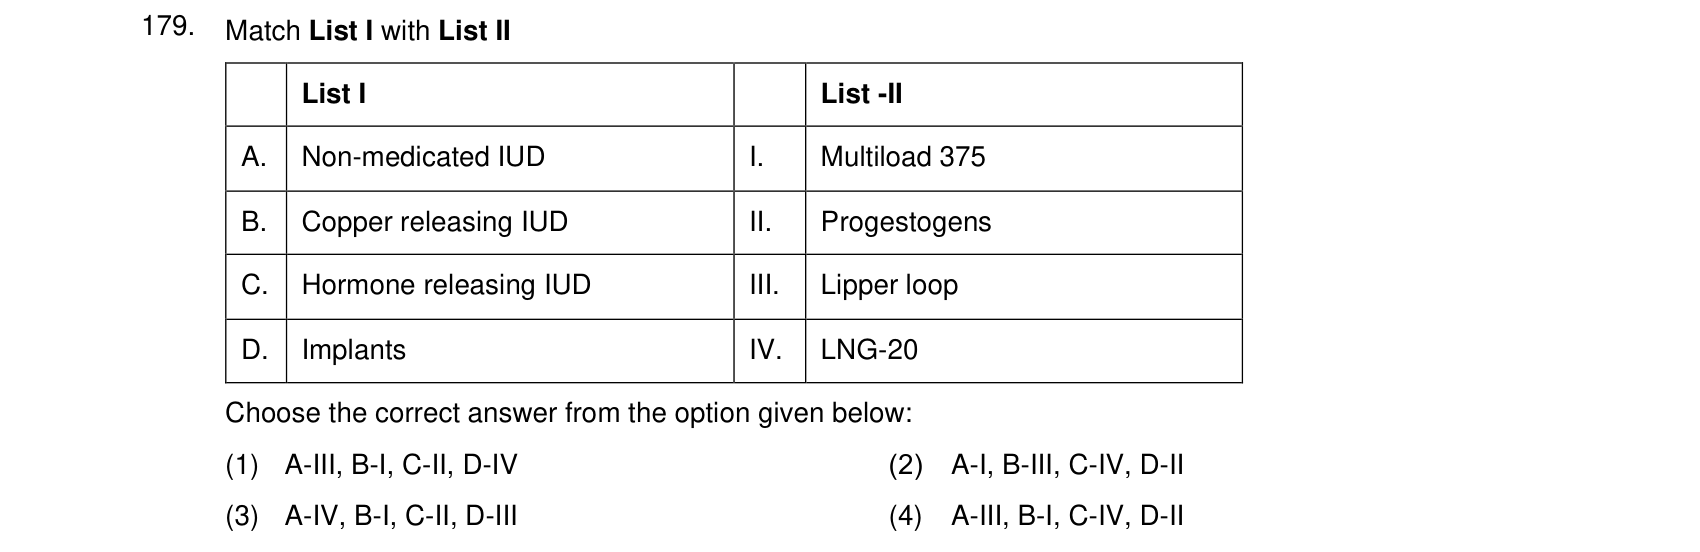 179. Match List I with List II
List I List -II
A. Non-medicated IUD I. Multiload 375
B. Copper releasing IUD II. Progestogens
C. Hormone releasing IUD III. Lipper loop
D. Implants IV. LNG-20
Choose the correct answer from the option given below:
(1) A-III, B-I, C-II, D-IV (2) A-I, B-III, C-IV, D-II
(3) A-IV, B-I, C-II, D-III (4) A-III, B-I, C-IV, D-II